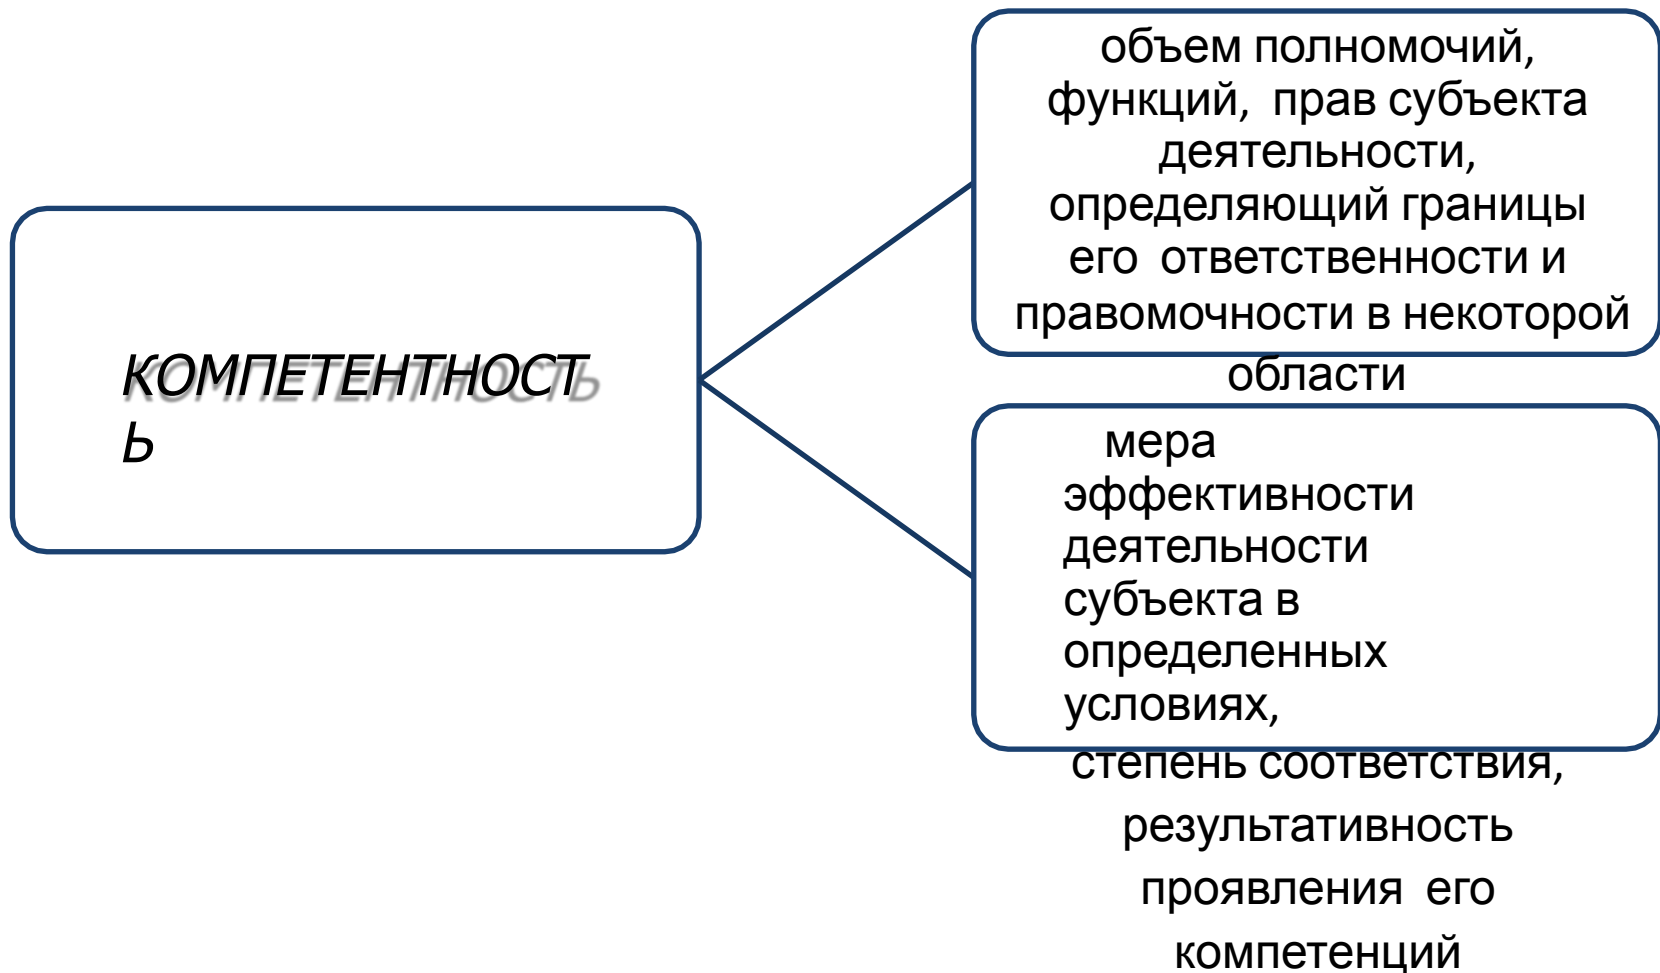 КОМПЕТЕНТНОСТ
Ь
объем полномочий,
функций, прав субъекта
деятельности,
определяющий границы
его ответственности и
правомочности в некоторой
области
мера
эффективности
деятельности
субъекта в
определенных
условиях,
степень соответствия,
результативность
проявления его
компетенций